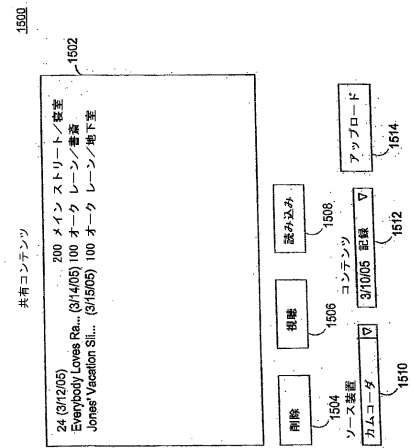 1500
共有コンテンツ
1502
24 (3/12/05) 200 メイン ストリート／寝室
Everybody Loves Ra... (3/14/05) 100 オーク レーン／書斎
Jones' Vacation Sli... (3/15/05) 100 オーク レーン／地下室
削除
視聴
読み込み
1504
1506
1508
ソース装置
コンテンツ
カムコーダ
3/10/05 記録
アップロード
1510
1512
1514